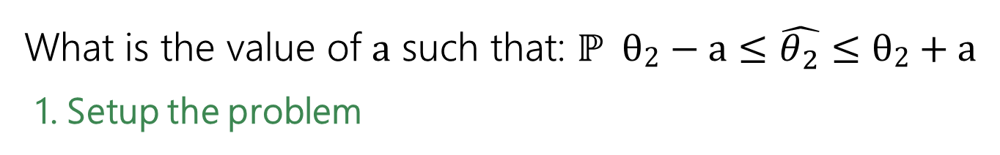 What is the value of a such that: ℙ θ₂ − a ≤ θ̂₂ ≤ θ₂ + a
1. Setup the problem